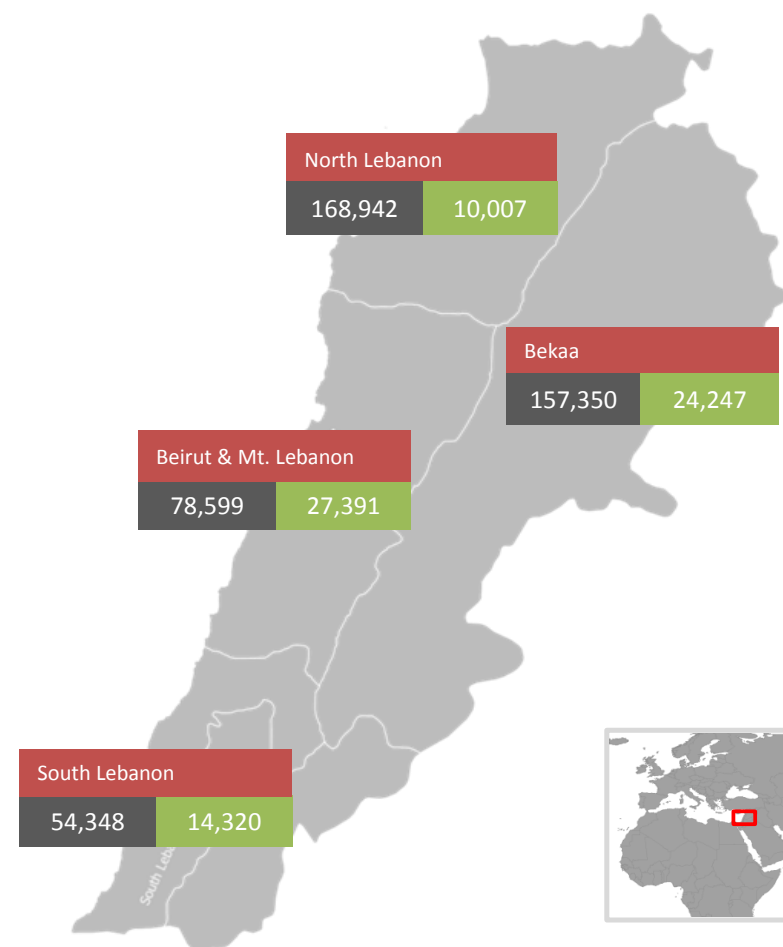 North Lebanon
168,942 10,007
Bekaa
157,350 24,247
Beirut & Mt. Lebanon
78,599 27,391
South Lebanon
54,348 14,320